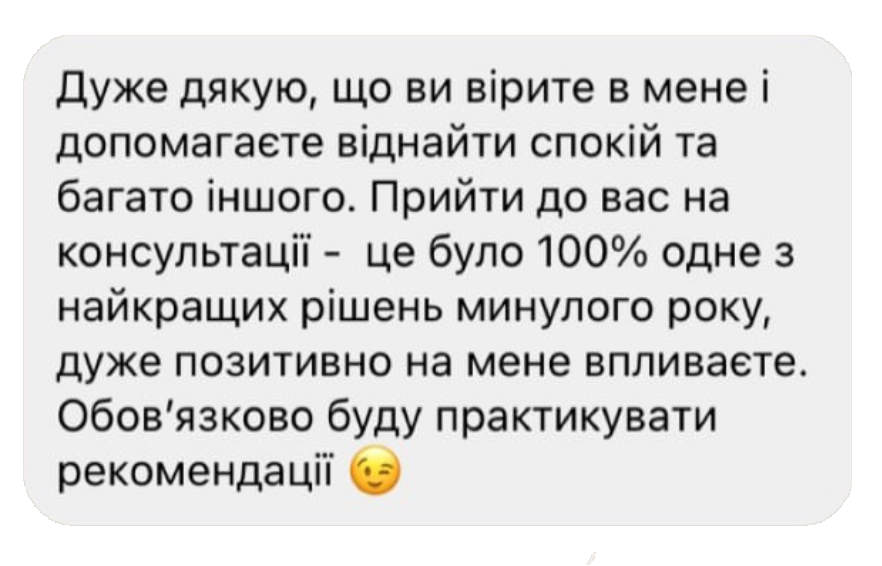 Дуже дякую, що ви вірите в мене і
допомагаєте віднайти спокій та
багато іншого. Прийти до вас на
консультації -  це було 100% одне з
найкращих рішень минулого року,
дуже позитивно на мене впливаєте.
Обов’язково буду практикувати
рекомендації 😉